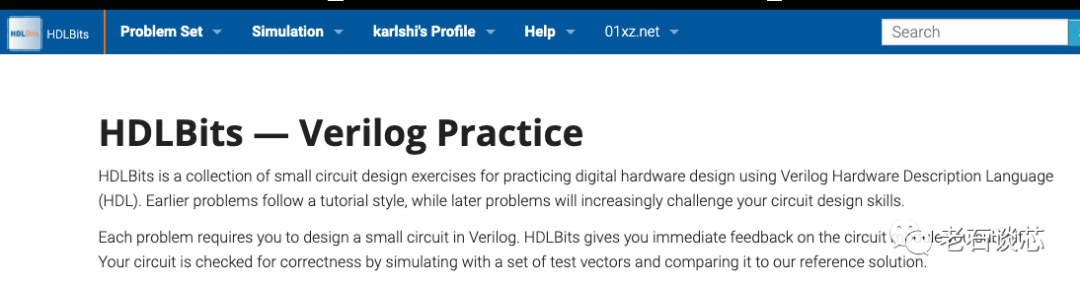 HDLBits HDLBits Problem Set Simulation karlshi's Profile Help 01xz.net Search
HDLBits — Verilog Practice
HDLBits is a collection of small circuit design exercises for practicing digital hardware design using Verilog Hardware Description Language
(HDL). Earlier problems follow a tutorial style, while later problems will increasingly challenge your circuit design skills.
Each problem requires you to design a small circuit in Verilog. HDLBits gives you immediate feedback on the circuit
老石谈芯
Your circuit is checked for correctness by simulating with a set of test vectors and comparing it to our reference solution.